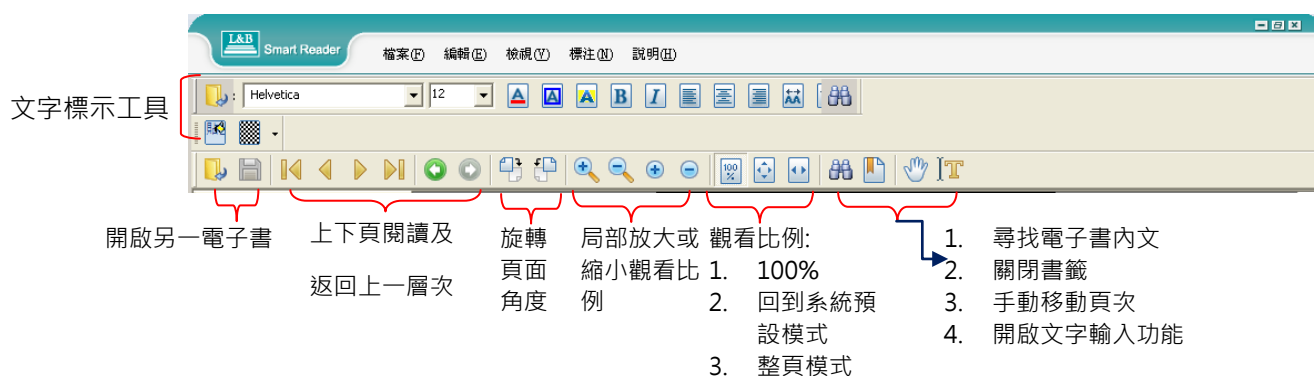 L&B
Smart Reader
檔案(F) 編輯(E) 檢視(V) 標注(N) 說明(H)
文字標示工具
: Helvetica 12 A A A B I AA
100 % T
開啟另一電子書
上下頁閱讀及
返回上一層次
旋轉
頁面
角度
局部放大或
縮小觀看比
例
觀看比例:
1. 100%
2. 回到系統預
設模式
3. 整頁模式
1. 尋找電子書內文
2. 關閉書籤
3. 手動移動頁次
4. 開啟文字輸入功能